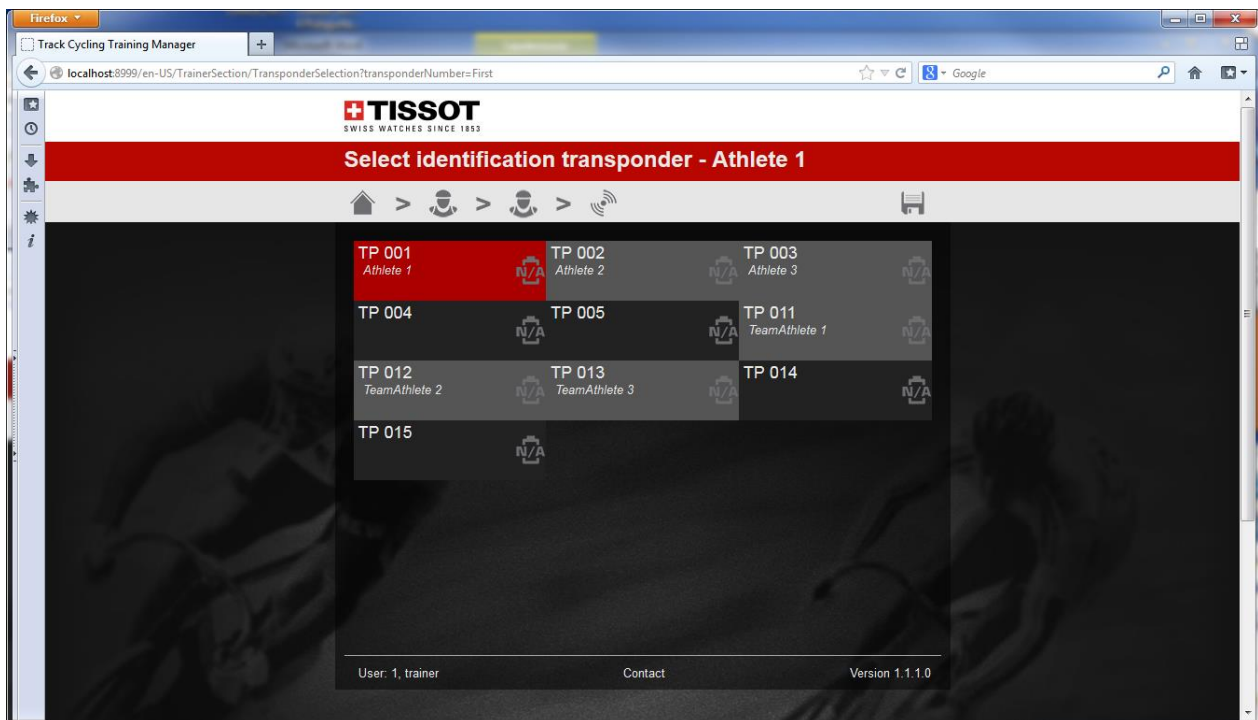 Firefox
Track Cycling Training Manager
localhost:8999/en-US/TrainerSection/TransponderSelection?transponderNumber=First
Google
TISSOT
SWISS WATCHES SINCE 1853
Select identification transponder - Athlete 1
> > >
TP 001 TP 002 TP 003
Athlete 1 N/A Athlete 2 N/A Athlete 3 N/A
TP 004 TP 005 TP 011
N/A N/A TeamAthlete 1 N/A
TP 012 TP 013 TP 014
TeamAthlete 2 N/A TeamAthlete 3 N/A N/A
TP 015
N/A
User: 1, trainer Contact Version 1.1.1.0